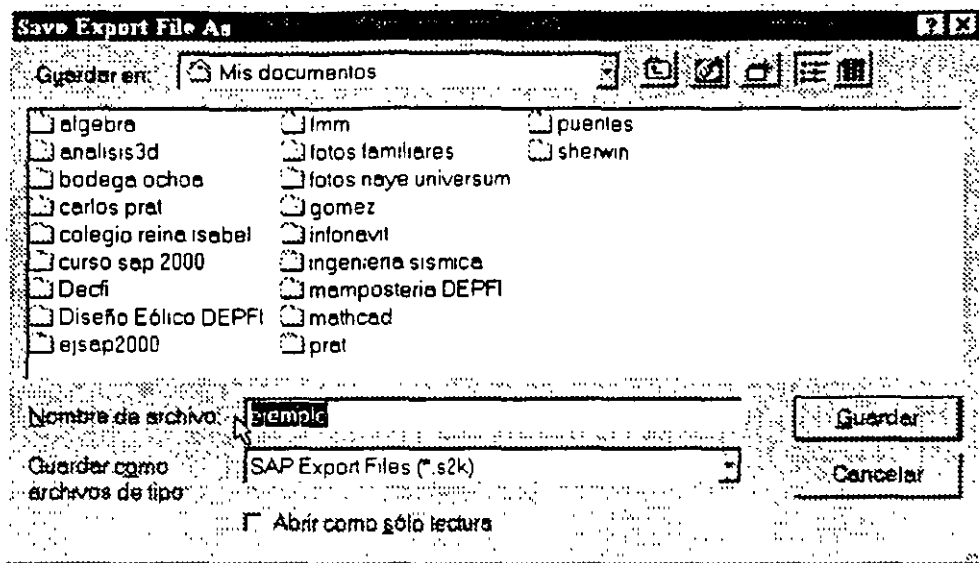 Save Export File As
Guardar en: Mis documentos
algebra
analisis3d
bodega ochoa
carlos prat
colegio reina isabel
curso sap 2000
Decfi
Diseño Eólico DEPFI
ejsap2000
fmm
fotos familiares
fotos naye universum
gomez
infonavit
ingenieria sismica
mamposteria DEPFI
mathcad
prat
puentes
sherwin
Nombre de archivo: ejemplo
Guardar
Guardar como
archivos de tipo
SAP Export Files (*.s2k)
Cancelar
Abrir como sólo lectura